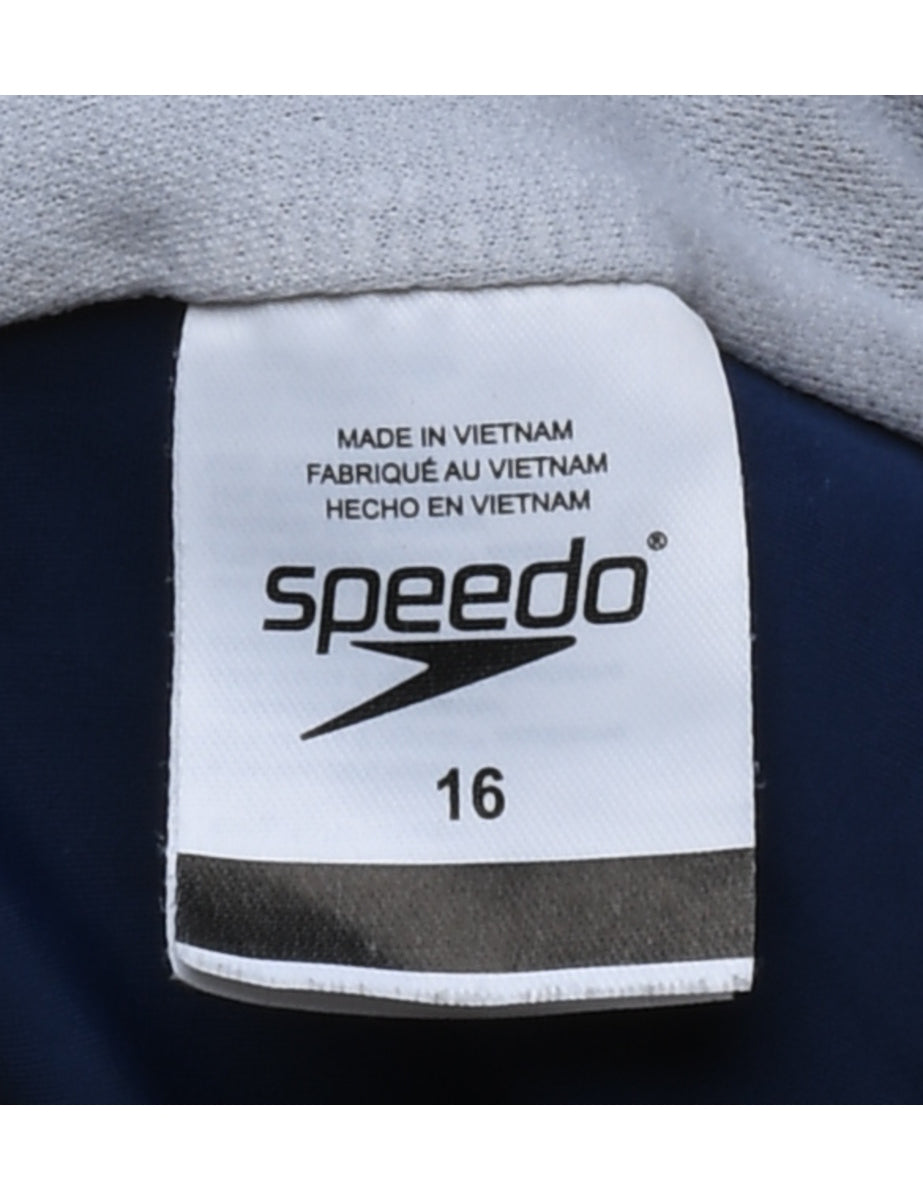 MADE IN VIETNAM
FABRIQUÉ AU VIETNAM
HECHO EN VIETNAM
speedo®
16